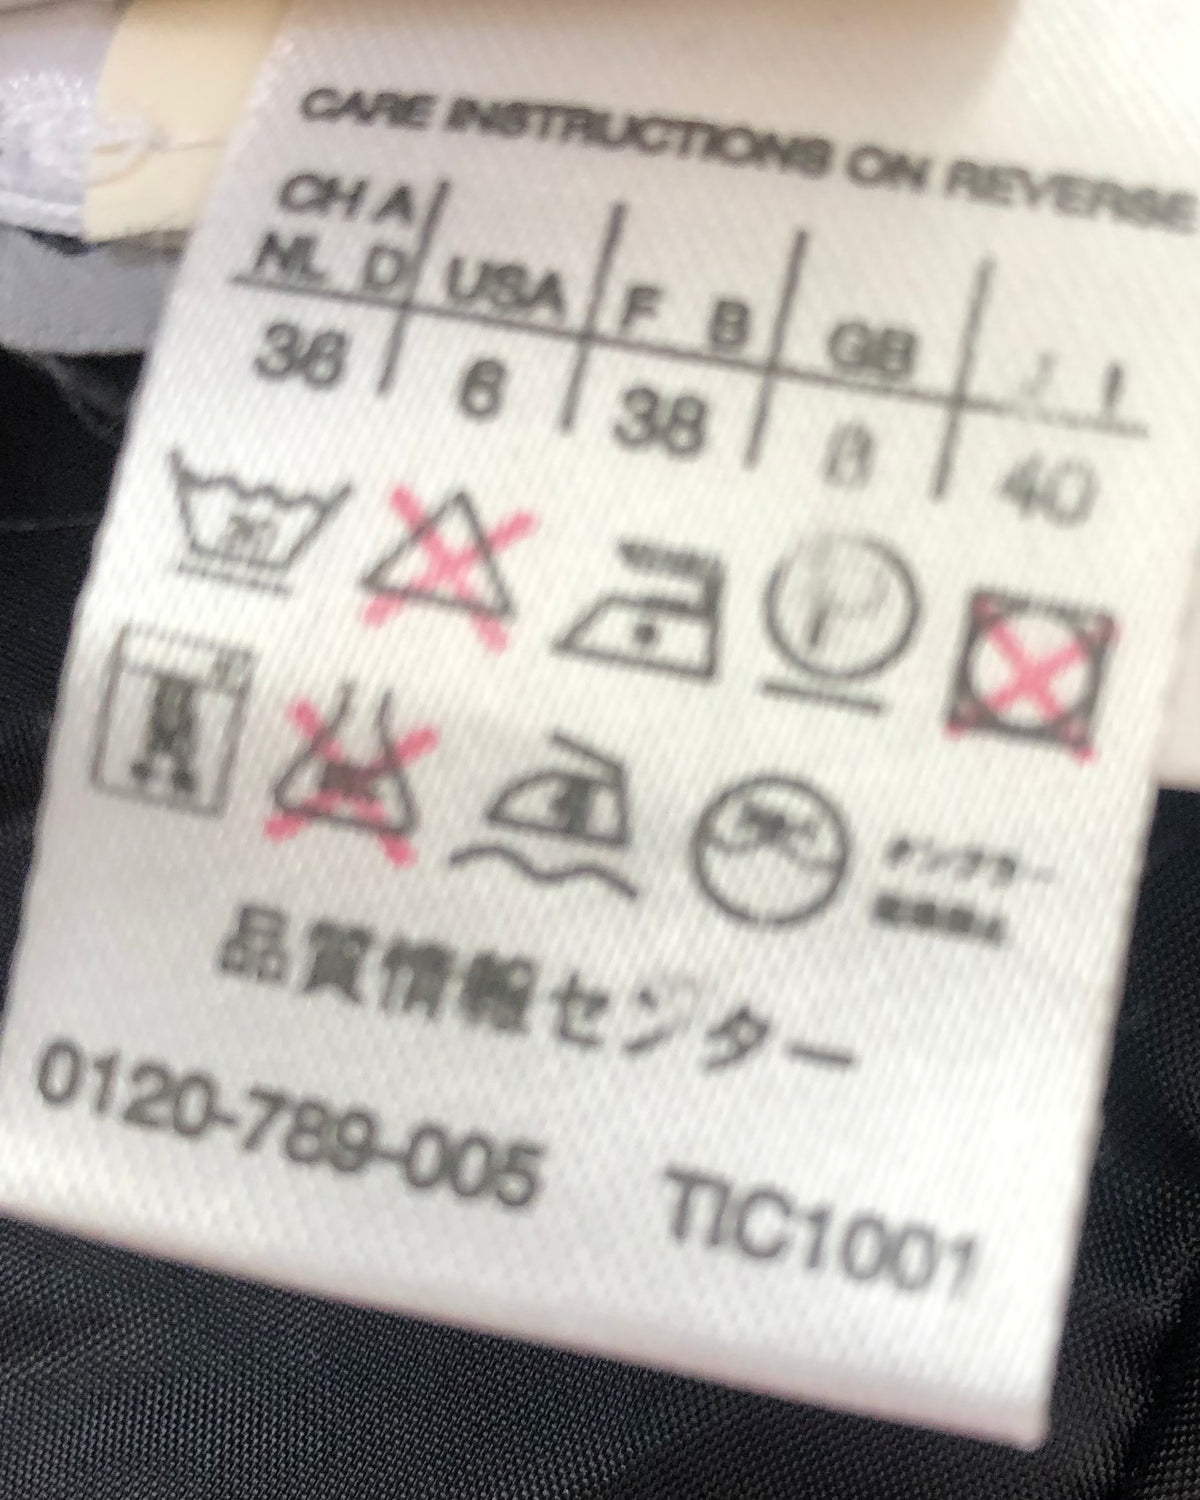 CARE INSTRUCTIONS ON REVERSE
CH A
NL D USA F B GB I
36 6 38 8 40
P
品質情報センター
0120-789-005 TIC1001